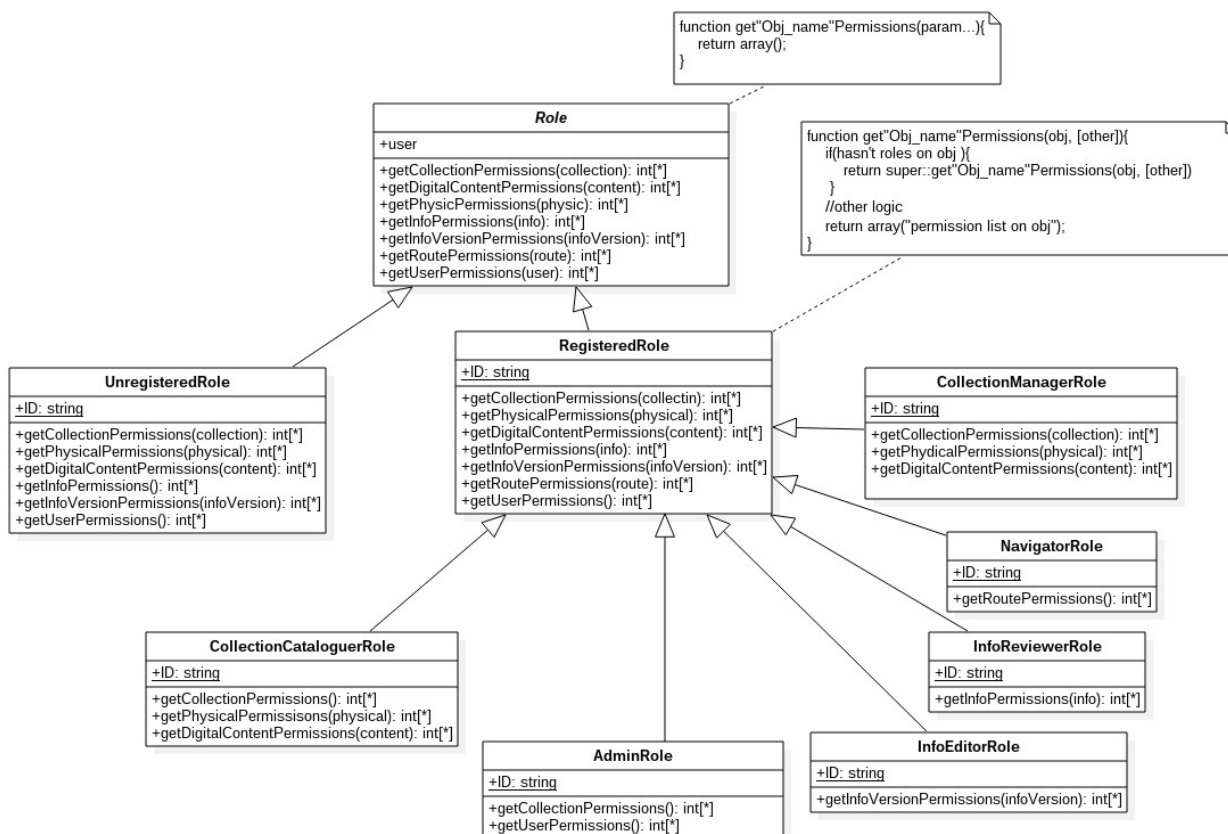 function get"Obj_name"Permissions(param...){
return array();
}
Role
+user
+getCollectionPermissions(collection): int[*]
+getDigitalContentPermissions(content): int[*]
+getPhysicPermissions(physic): int[*]
+getInfoPermissions(info): int[*]
+getInfoVersionPermissions(infoVersion): int[*]
+getRoutePermissions(route): int[*]
+getUserPermissions(user): int[*]
function get"Obj_name"Permissions(obj, [other]){
if(hasn't roles on obj ){
return super::get"Obj_name"Permissions(obj, [other])
}
//other logic
return array("permission list on obj");
}
UnregisteredRole
+ID: string
+getCollectionPermissions(collection): int[*]
+getPhysicalPermissions(physical): int[*]
+getDigitalContentPermissions(content): int[*]
+getInfoPermissions(): int[*]
+getInfoVersionPermissions(infoVersion): int[*]
+getUserPermissions(): int[*]
RegisteredRole
+ID: string
+getCollectionPermissions(collectin): int[*]
+getPhysicalPermissions(physical): int[*]
+getDigitalContentPermissions(content): int[*]
+getInfoPermissions(info): int[*]
+getInfoVersionPermissions(infoVersion): int[*]
+getRoutePermissions(route): int[*]
+getUserPermissions(): int[*]
CollectionManagerRole
+ID: string
+getCollectionPermissions(collection): int[*]
+getPhydicalPermissions(physical): int[*]
+getDigitalContentPermissions(content): int[*]
NavigatorRole
+ID: string
+getRoutePermissions(): int[*]
CollectionCataloguerRole
+ID: string
+getCollectionPermissions(): int[*]
+getPhysicalPermissisons(physical): int[*]
+getDigitalContentPermissions(content): int[*]
InfoReviewerRole
+ID: string
+getInfoPermissions(info): int[*]
AdminRole
+ID: string
+getCollectionPermissions(): int[*]
+getUserPermissions(): int[*]
InfoEditorRole
+ID: string
+getInfoVersionPermissions(infoVersion): int[*]